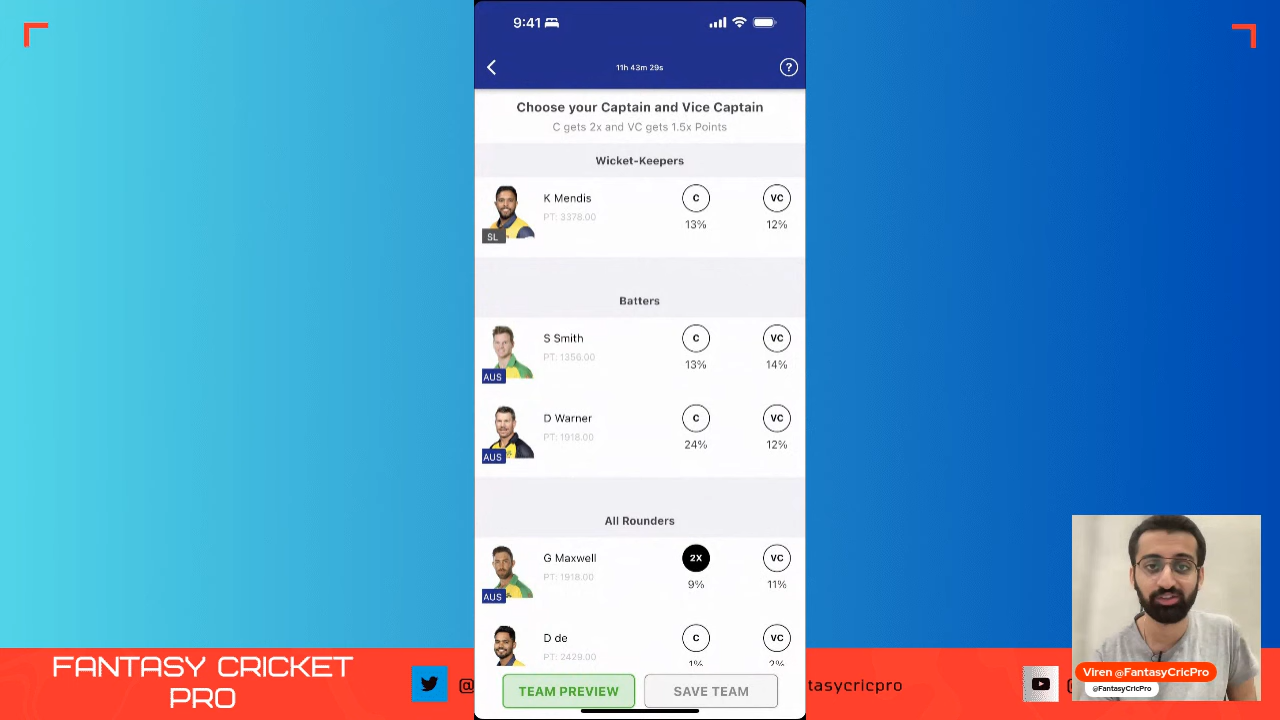 9:41
11h 43m 29s
?
Choose your Captain and Vice Captain
C gets 2x and VC gets 1.5x Points
Wicket-Keepers
K Mendis
PT: 3378.00
SL
C
13%
VC
12%
Batters
S Smith
PT: 1356.00
AUS
C
13%
VC
14%
D Warner
PT: 1918.00
AUS
C
24%
VC
12%
All Rounders
G Maxwell
PT: 1918.00
AUS
2X
9%
VC
11%
D de
PT: 2429.00
C
1%
VC
2%
TEAM PREVIEW
SAVE TEAM
FANTASY CRICKET
PRO
@
tasycricpro
Viren @FantasyCricPro
@FantasyCricPro